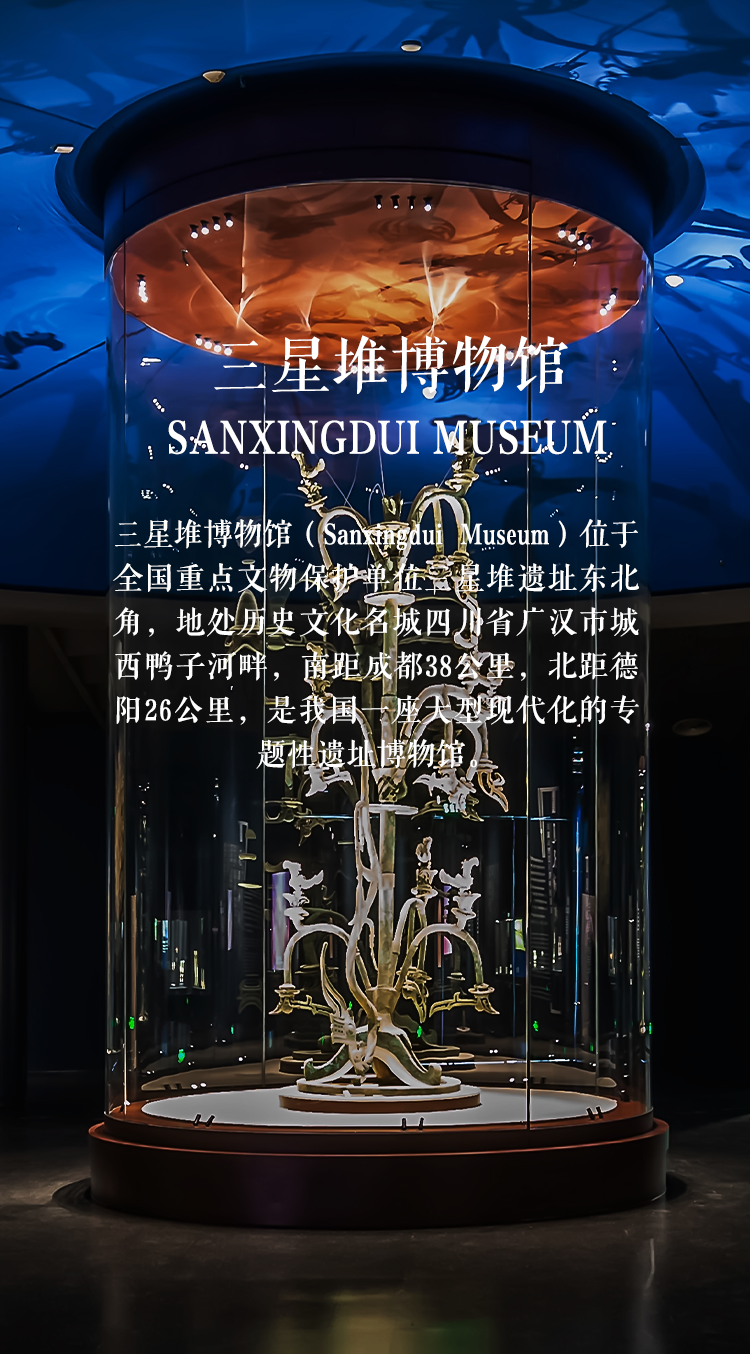 三星堆博物馆
SANXINGDUI MUSEUM
三星堆博物馆（Sanxingdui Museum）位于
全国重点文物保护单位三星堆遗址东北
角，地处历史文化名城四川省广汉市城
西鸭子河畔，南距成都38公里，北距德
阳26公里，是我国一座大型现代化的专
题性遗址博物馆。